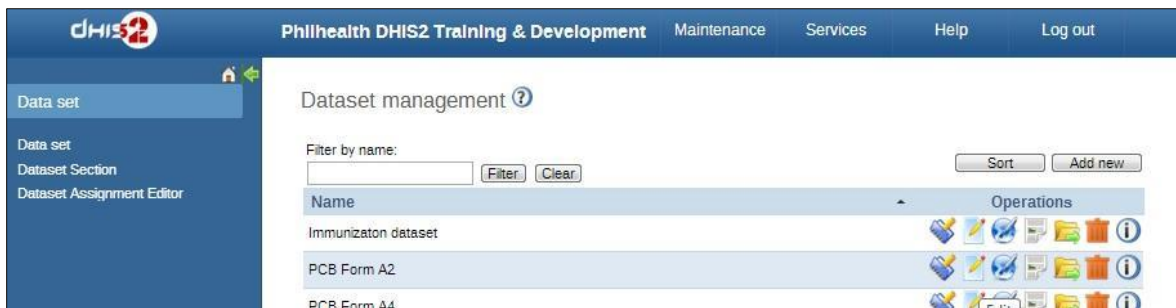 dHIS2
Philhealth DHIS2 Training & Development Maintenance Services Help Log out
Data set
Data set
Dataset Section
Dataset Assignment Editor
Dataset management
Filter by name:
Filter Clear
Sort Add new
Name Operations
Immunizaton dataset
PCB Form A2
PCB Form A4
Edit